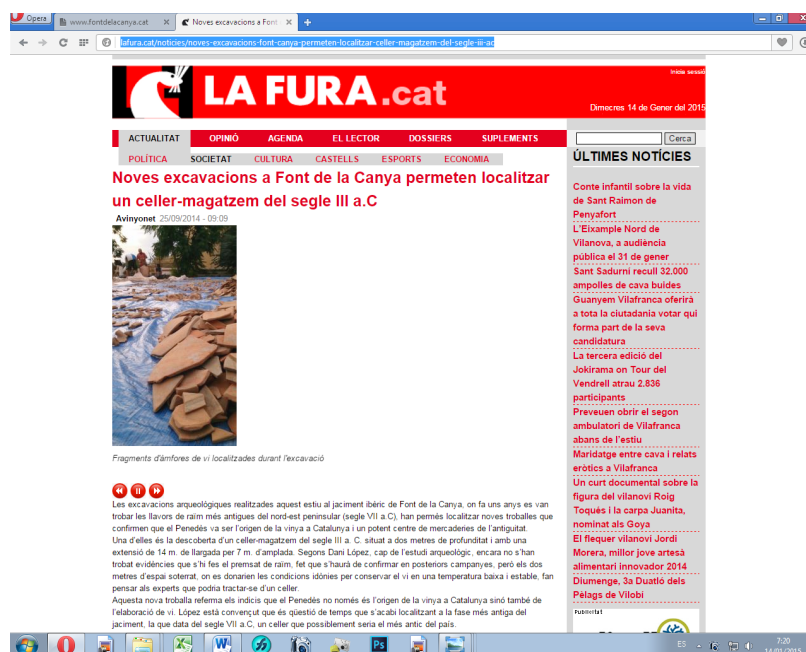 Opera
www.fontdelacanya.cat
Noves excavacions a Font
lafura.cat/noticies/noves-excavacions-font-canya-permeten-localitzar-celler-magatzem-del-segle-iii-ac
LA FURA.cat
Inicia sessió
Dimecres 14 de Gener del 2015
ACTUALITAT OPINIÓ AGENDA EL LECTOR DOSSIERS SUPLEMENTS
POLÍTICA SOCIETAT CULTURA CASTELLS ESPORTS ECONOMIA
Noves excavacions a Font de la Canya permeten localitzar
un celler-magatzem del segle III a.C
Avinyonet 25/09/2014 - 09:09
Fragments d'àmfores de vi localitzades durant l'excavació
Les excavacions arqueològiques realitzades aquest estiu al jaciment ibèric de Font de la Canya, on fa uns anys es van
trobar les llavors de raïm més antigues del nord-est peninsular (segle VII a.C), han permés localitzar noves troballes que
confirmen que el Penedès va ser l'origen de la vinya a Catalunya i un potent centre de mercaderies de l'antiguitat.
Una d'elles és la descoberta d'un celler-magatzem del segle III a. C. situat a dos metres de profunditat i amb una
extensió de 14 m. de llargada per 7 m. d'amplada. Segons Dani López, cap de l'estudi arqueològic, encara no s'han
trobat evidències que s'hi fes el premsat de raïm, fet que s'haurà de confirmar en posteriors campanyes, però els dos
metres d'espai soterrat, on es donarien les condicions idònies per conservar el vi en una temperatura baixa i estable, fan
pensar als experts que podria tractar-se d'un celler.
Aquesta nova troballa referma els indicis que el Penedès no només és l'origen de la vinya a Catalunya sinó també de
l'elaboració de vi. López està convençut que és qüestió de temps que s'acabi localitzant a la fase més antiga del
jaciment, la que data del segle VII a.C, un celler que possiblement seria el més antic del país.
Cerca
ÚLTIMES NOTÍCIES
Conte infantil sobre la vida
de Sant Raimon de
Penyafort
L'Eixample Nord de
Vilanova, a audiència
pública el 31 de gener
Sant Sadurní recull 32.000
ampolles de cava buides
Guanyem Vilafranca oferirà
a tota la ciutadania votar qui
forma part de la seva
candidatura
La tercera edició del
Jokirama on Tour del
Vendrell atrau 2.836
participants
Preveuen obrir el segon
ambulatori de Vilafranca
abans de l'estiu
Maridatge entre cava i relats
eròtics a Vilafranca
Un curt documental sobre la
figura del vilanoví Roig
Toqués i la carpa Juanita,
nominat als Goya
El flequer vilanoví Jordi
Morera, millor jove artesà
alimentari innovador 2014
Diumenge, 3a Duatló dels
Pèlags de Vilobí
Publicitat
Ps
ES
7:20
14/01/2015